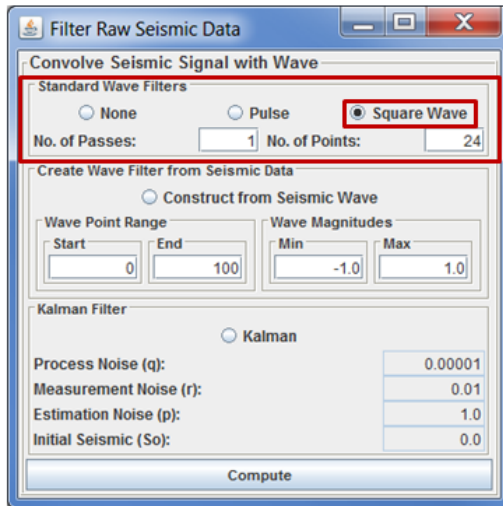 Filter Raw Seismic Data
Convolve Seismic Signal with Wave
Standard Wave Filters
None Pulse Square Wave
No. of Passes: 1 No. of Points: 24
Create Wave Filter from Seismic Data
Construct from Seismic Wave
Wave Point Range Wave Magnitudes
Start End Min Max
0 100 -1.0 1.0
Kalman Filter
Kalman
Process Noise (q): 0.00001
Measurement Noise (r): 0.01
Estimation Noise (p): 1.0
Initial Seismic (So): 0.0
Compute